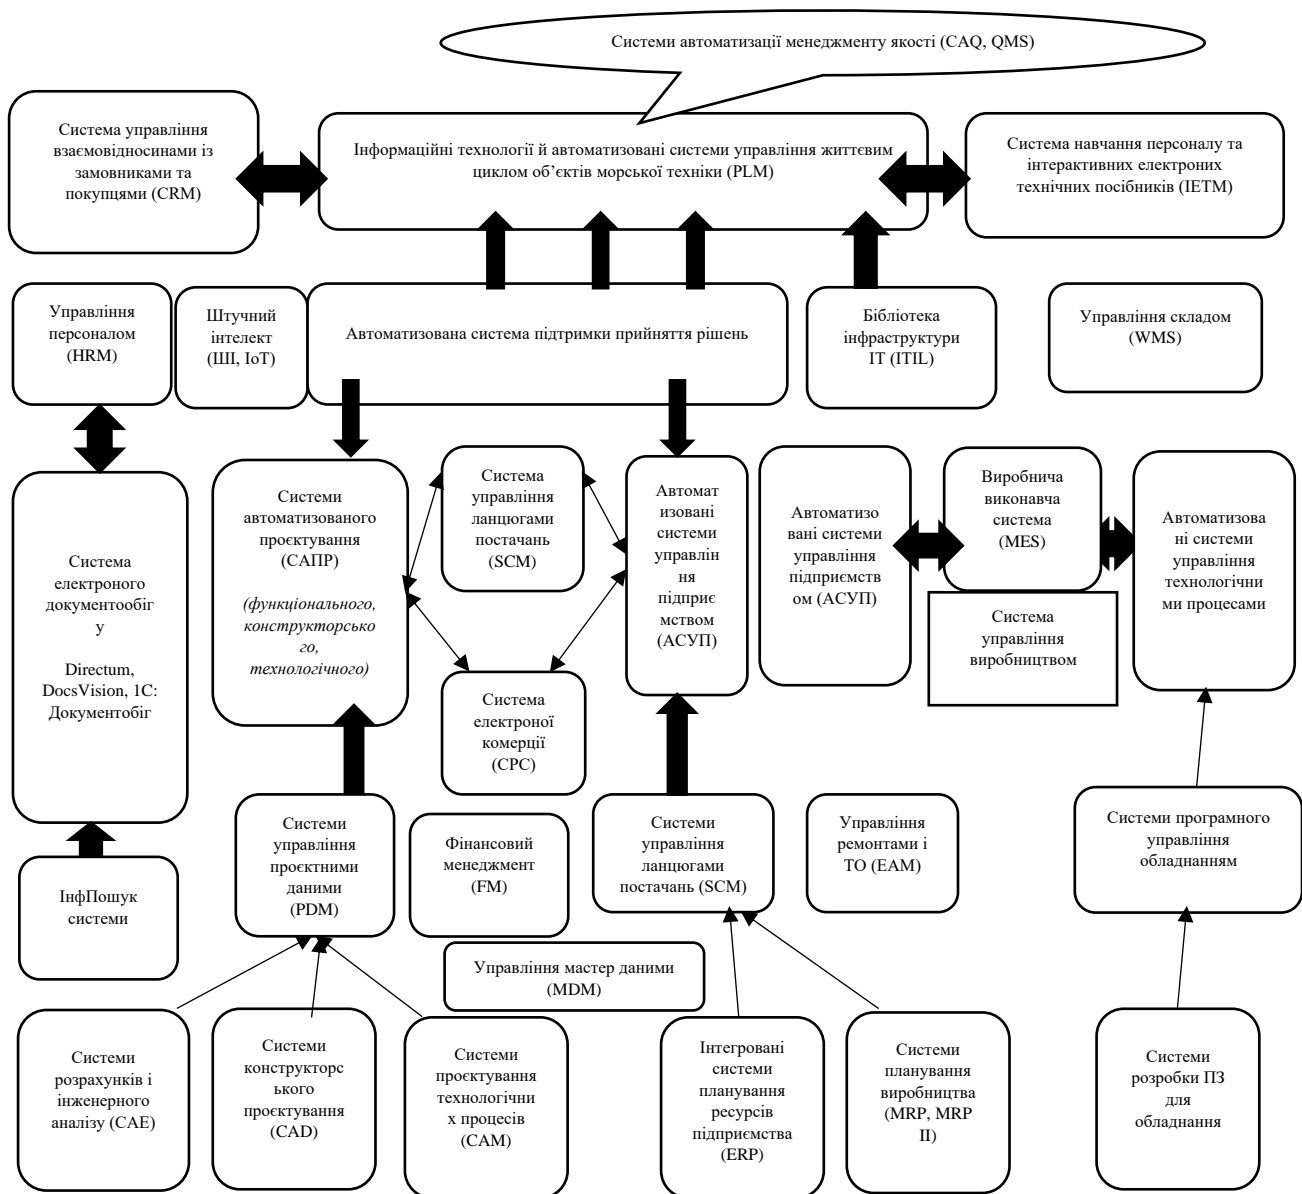 Системи автоматизації менеджменту якості (CAQ, QMS)
Система управління
взаємовідносинами із
замовниками та
покупцями (CRM)
Інформаційні технології й автоматизовані системи управління життєвим
циклом об’єктів морської техніки (PLM)
Система навчання персоналу та
інтерактивних електроних
технічних посібників (IETM)
Управління
персоналом
(HRM)
Штучний
інтелект
(ШІ, IoT)
Автоматизована система підтримки прийняття рішень
Бібліотека
інфраструктури
ІТ (ITIL)
Управління складом
(WMS)
Система
електроного
документообіг
у
Directum,
DocsVision, 1С:
Документобіг
Системи
автоматизованого
проєктування
(САПР)
(функціонального,
конструкторсько
го,
технологічного)
Система
управління
ланцюгами
постачань
(SCM)
Автомат
изовані
системи
управлін
ня
підприє
мством
(АСУП)
Автоматизо
вані системи
управління
підприємств
ом (АСУП)
Виробнича
виконавча
система
(MES)
Система
управління
виробництвом
Автоматизова
ні системи
управління
технологічни
ми процесами
Система
електроної
комерції
(CPC)
Системи
управління
проєктними
даними
(PDM)
Фінансовий
менеджмент
(FM)
Системи
управління
ланцюгами
постачань (SCM)
Управління
ремонтами і
ТО (EAM)
Системи програмного
управління
обладнанням
ІнфПошук
системи
Управління мастер даними
(MDM)
Системи
розрахунків і
інженерного
аналізу (CAE)
Системи
конструкторс
ького
проєктування
(CAD)
Системи
проєктування
технологічни
х процесів
(CAM)
Інтегровані
системи
планування
ресурсів
підприємства
(ERP)
Системи
планування
виробництва
(MRP, MRP
II)
Системи
розробки ПЗ
для
обладнання